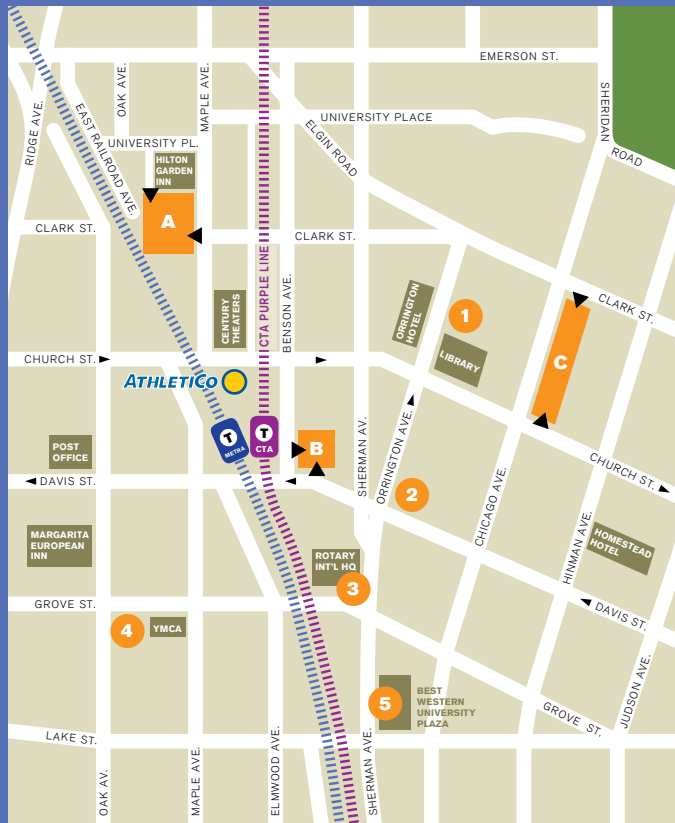 EMERSON ST.
RIDGE AVE.
OAK AVE.
MAPLE AVE.
EAST RAILROAD AVE.
UNIVERSITY PLACE
ELGIN ROAD
SHERIDAN
ROAD
UNIVERSITY PL.
HILTON
GARDEN
INN
A
CLARK ST.
CLARK ST.
CTA PURPLE LINE
BENSON AVE.
CENTURY
THEATERS
ORRINGTON
HOTEL
1
LIBRARY
C
CLARK ST.
CHURCH ST.
ATHLETICO
T
METRA
T
CTA
B
POST
OFFICE
SHERMAN AV.
ORRINGTON AVE.
CHURCH ST.
DAVIS ST.
2
CHICAGO AVE.
HINMAN AVE.
HOMESTEAD
HOTEL
MARGARITA
EUROPEAN
INN
ROTARY
INT'L HQ
3
DAVIS ST.
GROVE ST.
4
YMCA
JUDSON AVE.
5
BEST
WESTERN
UNIVERSITY
PLAZA
GROVE ST.
LAKE ST.
OAK AV.
MAPLE AVE.
ELMWOOD AVE.
SHERMAN AVE.